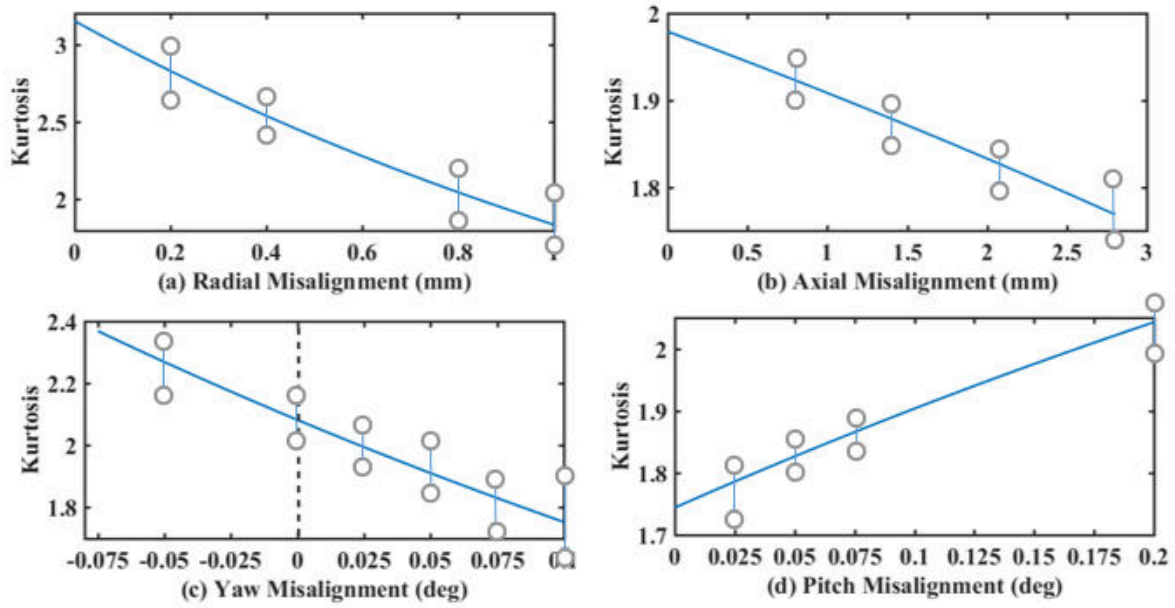 3
2.5
2
Kurtosis
0 0.2 0.4 0.6 0.8 1
(a) Radial Misalignment (mm)
2
1.9
1.8
Kurtosis
0 0.5 1 1.5 2 2.5 3
(b) Axial Misalignment (mm)
2.4
2.2
2
1.8
Kurtosis
-0.075 -0.05 -0.025 0 0.025 0.05 0.075
(c) Yaw Misalignment (deg)
2
1.9
1.8
1.7
Kurtosis
0 0.025 0.05 0.075 0.1 0.125 0.15 0.175 0.2
(d) Pitch Misalignment (deg)